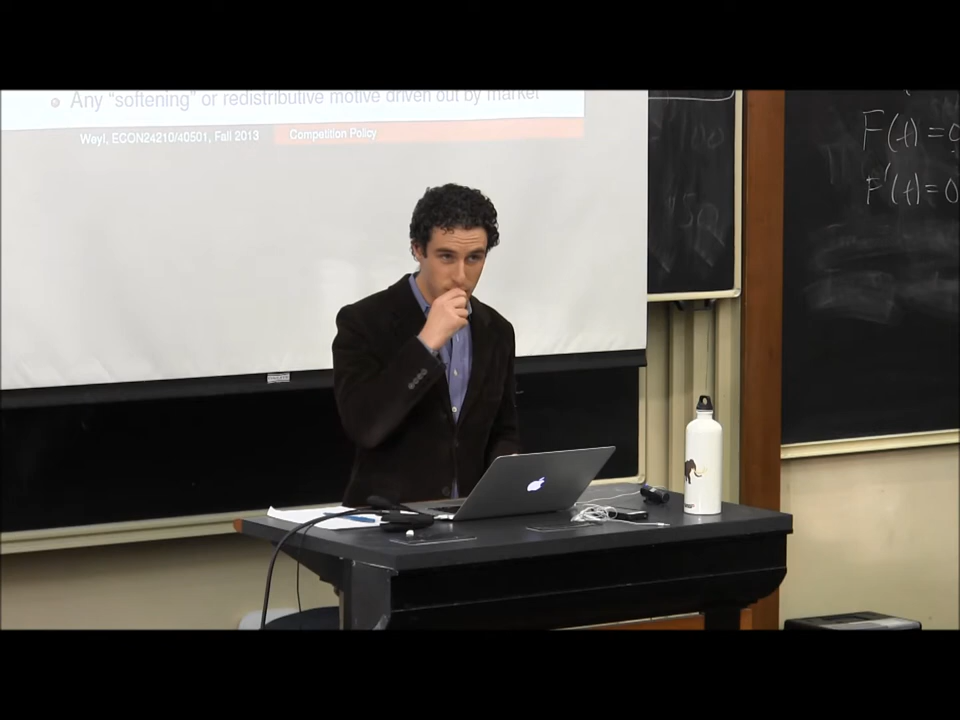 Any “softening” or redistributive motive driven out by market
Weyl, ECON24210/40501, Fall 2013
Competition Policy
F(t)=
F'(t)=0